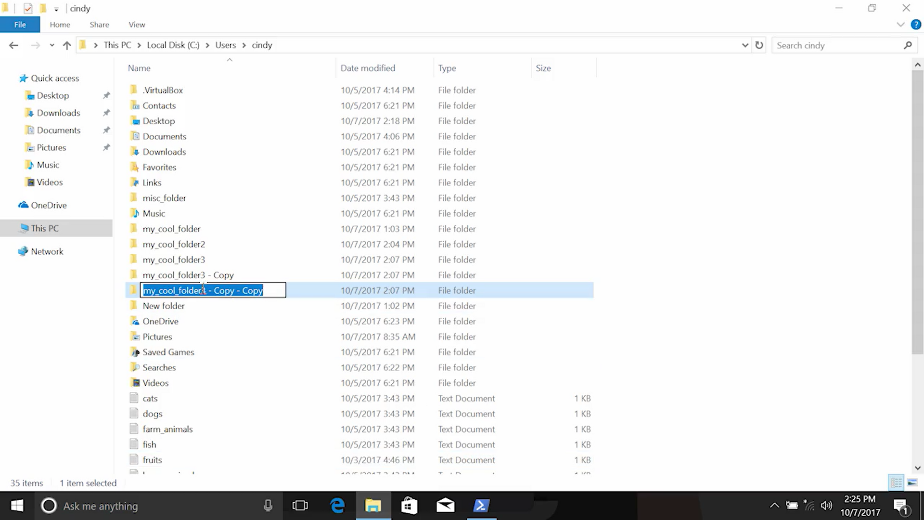 cindy
File Home Share View
This PC Local Disk (C:) Users cindy
Search cindy
Name Date modified Type Size
Quick access
Desktop
Downloads
Documents
Pictures
Music
Videos
OneDrive
This PC
Network
.VirtualBox 10/5/2017 4:14 PM File folder
Contacts 10/5/2017 6:21 PM File folder
Desktop 10/7/2017 2:18 PM File folder
Documents 10/5/2017 4:06 PM File folder
Downloads 10/5/2017 6:21 PM File folder
Favorites 10/5/2017 6:21 PM File folder
Links 10/5/2017 6:21 PM File folder
misc_folder 10/5/2017 3:43 PM File folder
Music 10/5/2017 6:21 PM File folder
my_cool_folder 10/7/2017 1:03 PM File folder
my_cool_folder2 10/7/2017 2:04 PM File folder
my_cool_folder3 10/7/2017 2:07 PM File folder
my_cool_folder3 - Copy 10/7/2017 2:07 PM File folder
my_cool_folder - Copy - Copy 10/7/2017 2:07 PM File folder
New folder 10/7/2017 1:02 PM File folder
OneDrive 10/5/2017 6:23 PM File folder
Pictures 10/7/2017 8:35 AM File folder
Saved Games 10/5/2017 6:21 PM File folder
Searches 10/5/2017 6:22 PM File folder
Videos 10/5/2017 6:21 PM File folder
cats 10/5/2017 3:43 PM Text Document 1 KB
dogs 10/5/2017 3:43 PM Text Document 1 KB
farm_animals 10/5/2017 3:43 PM Text Document 1 KB
fish 10/5/2017 3:43 PM Text Document 1 KB
fruits 10/3/2017 4:46 PM Text Document 1 KB
35 items 1 item selected
Ask me anything
2:25 PM
10/7/2017
1